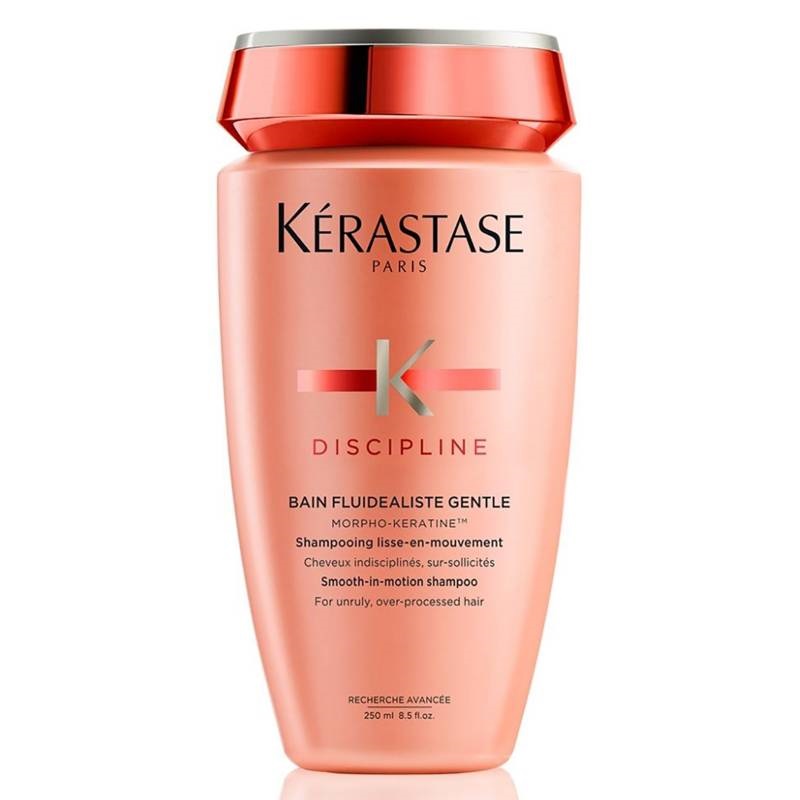 KÉRASTASE
PARIS
K
DISCIPLINE
BAIN FLUIDEALISTE GENTLE
MORPHO-KERATINE™
Shampooing lisse-en-mouvement
Cheveux indisciplinés, sur-sollicités
Smooth-in-motion shampoo
For unruly, over-processed hair
RECHERCHE AVANCÉE
250 ml 8.5 fl.oz.